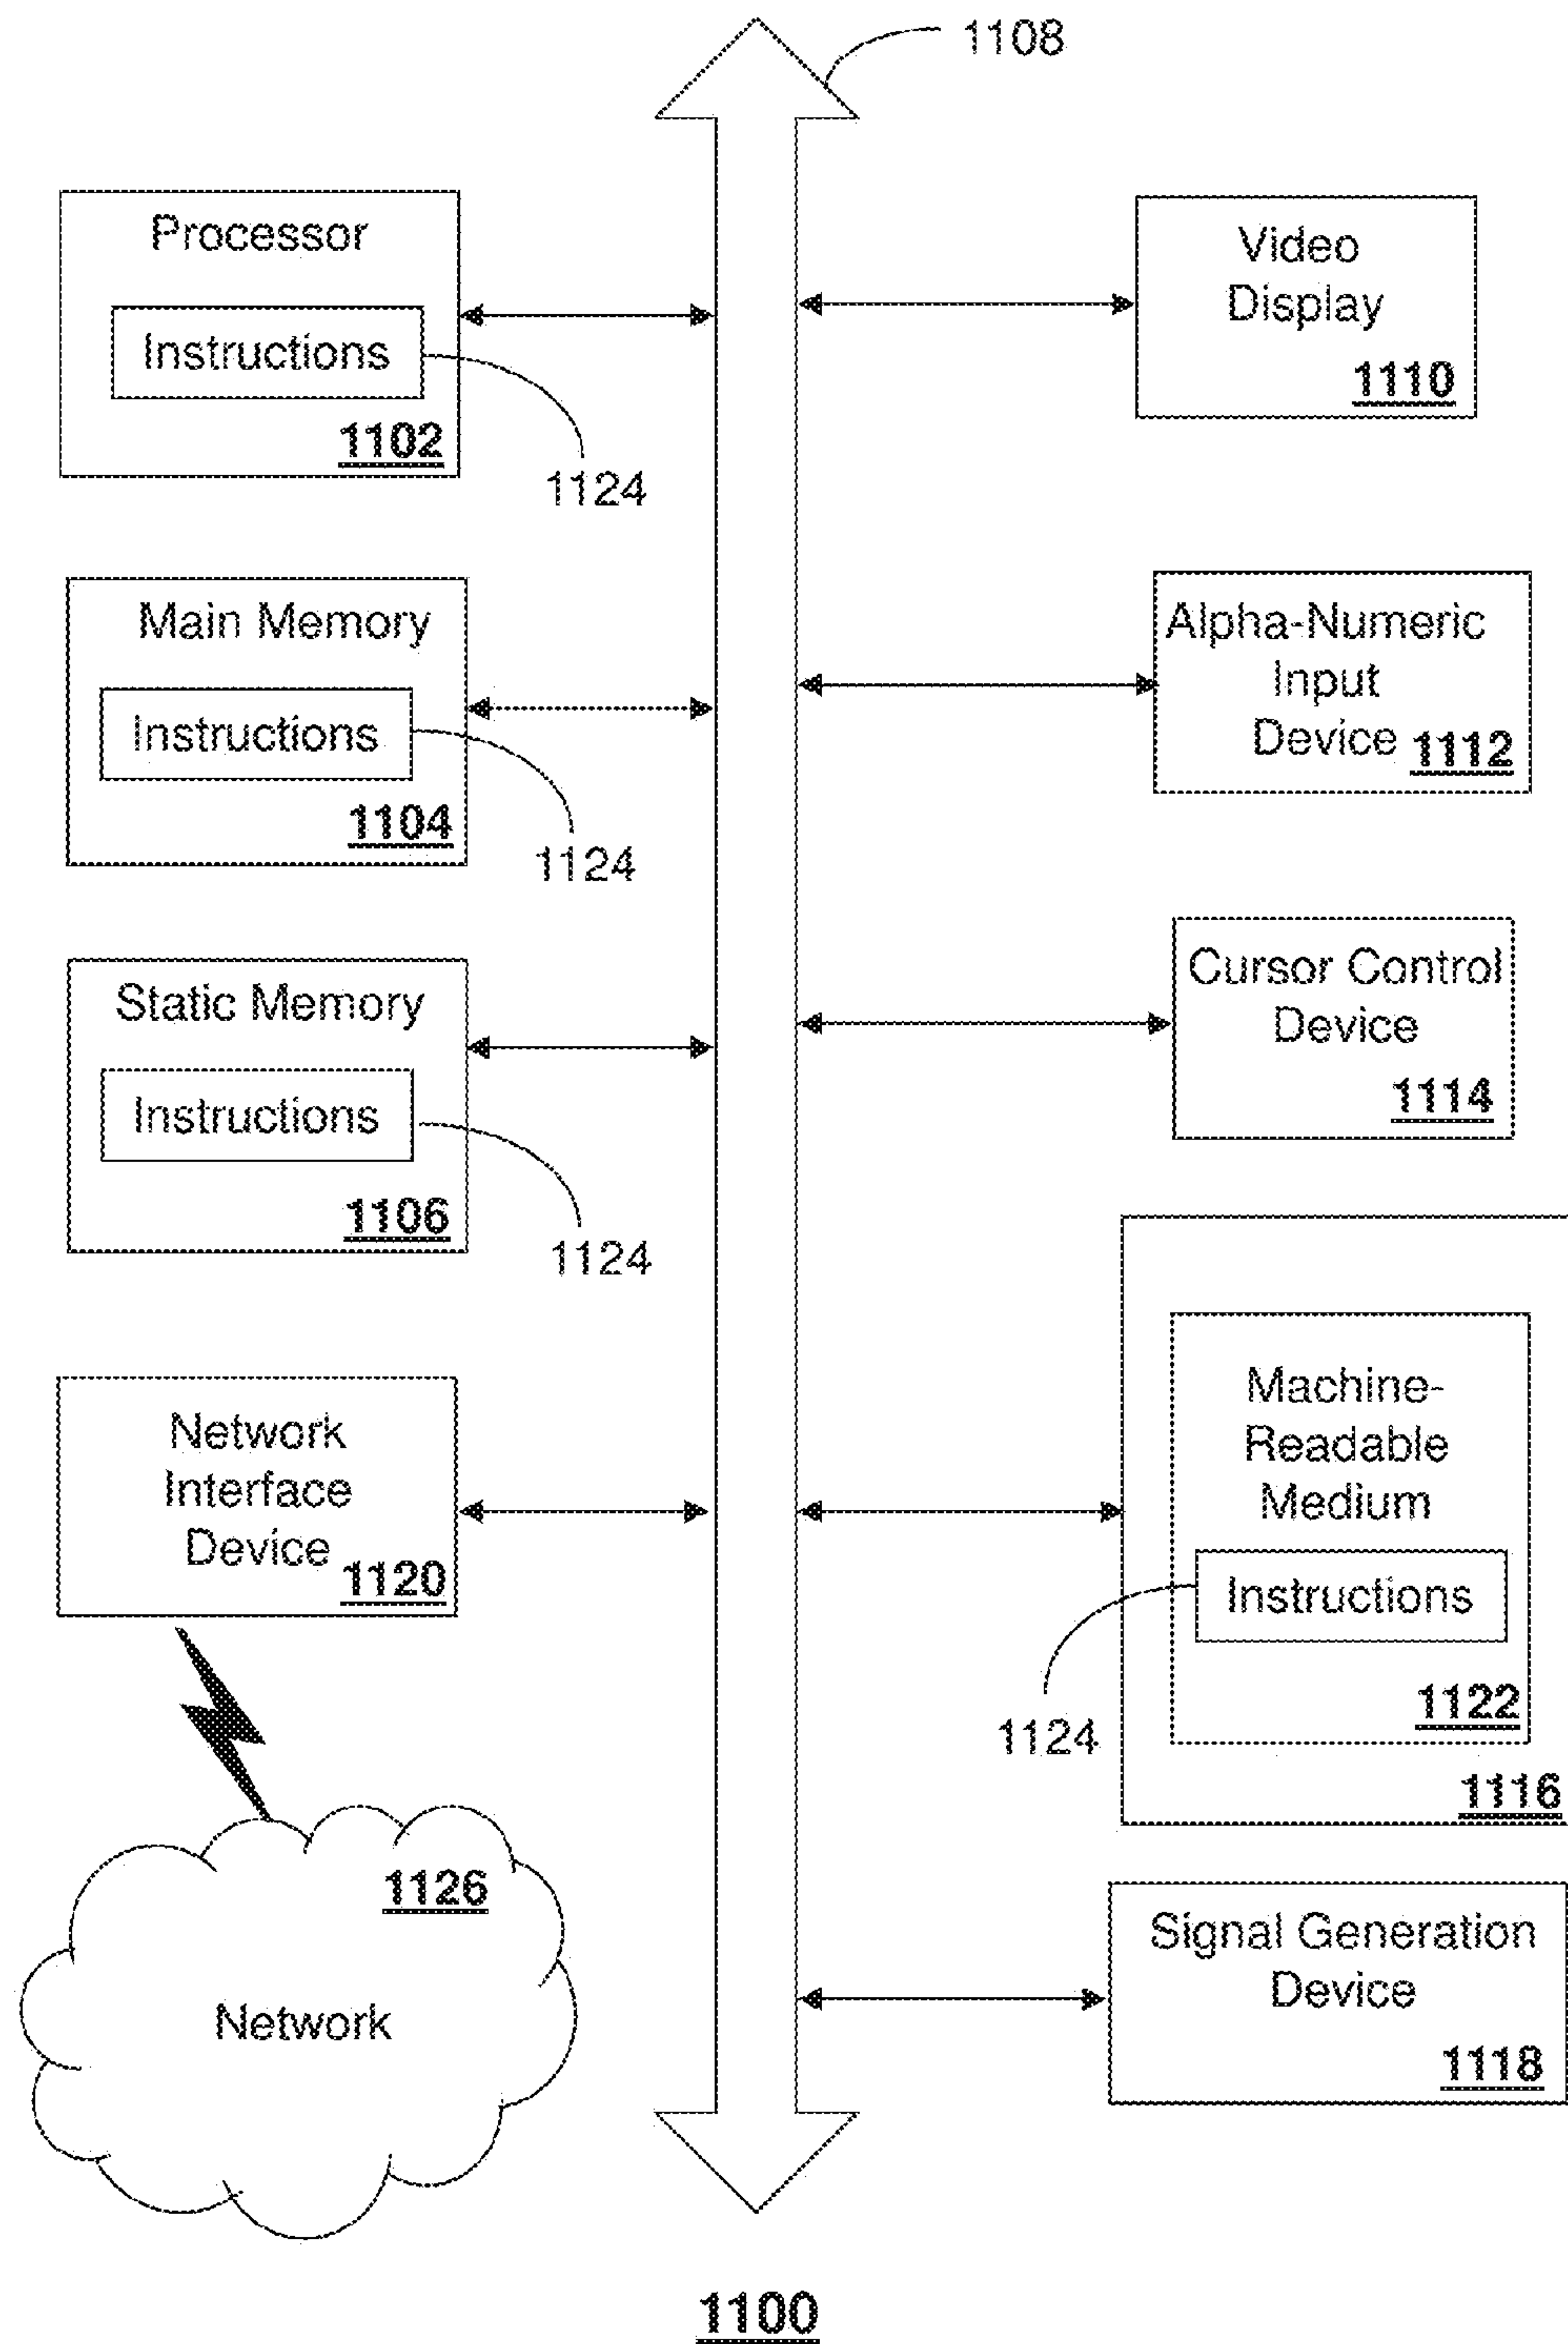 1108
Processor
Instructions
1102
1124
Main Memory
Instructions
1104
1124
Static Memory
Instructions
1106
1124
Network
Interface
Device
1120
1126
Network
Video
Display
1110
Alpha-Numeric
Input
Device
1112
Cursor Control
Device
1114
Machine-
Readable
Medium
Instructions
1122
1124
1116
Signal Generation
Device
1118
1100